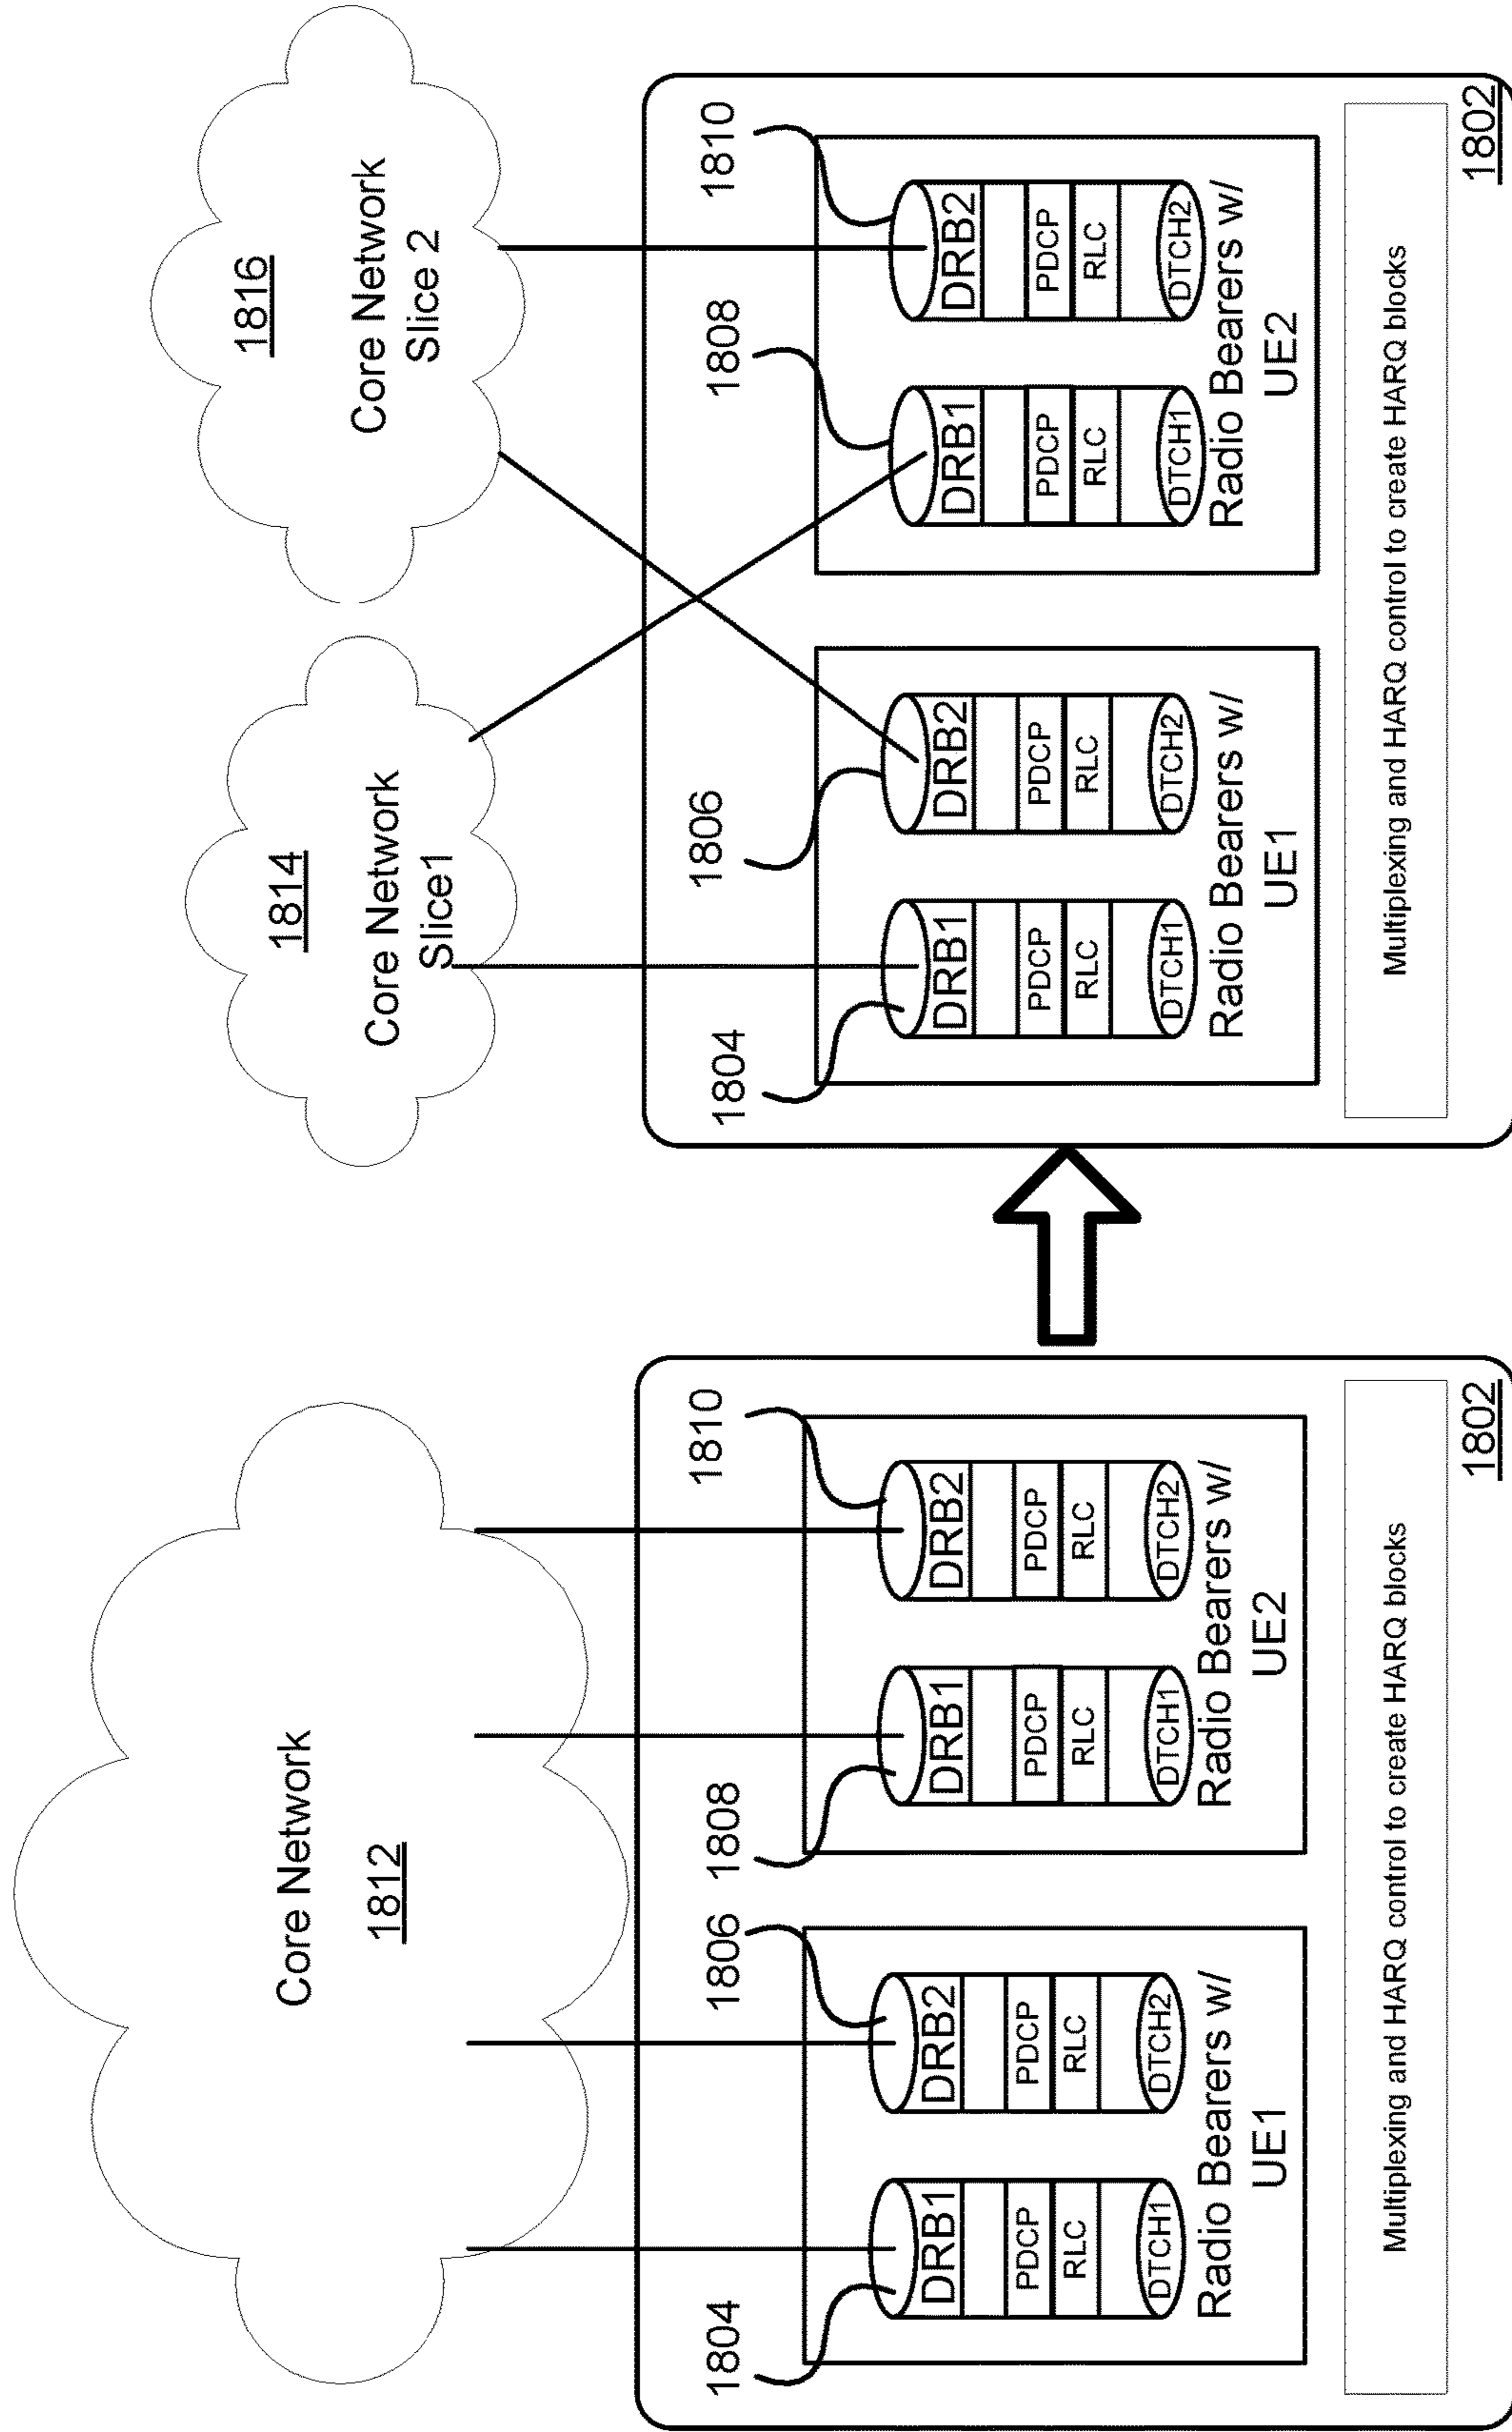 Core Network
1812
1804
1806
1808
1810
DRB1
PDCP
RLC
DTCH1
DRB2
PDCP
RLC
DTCH2
Radio Bearers w/
UE1
DRB1
PDCP
RLC
DTCH1
DRB2
PDCP
RLC
DTCH2
Radio Bearers w/
UE2
Multiplexing and HARQ control to create HARQ blocks
1802
1814
Core Network
Slice1
1816
Core Network
Slice 2
1804
1806
1808
1810
DRB1
PDCP
RLC
DTCH1
DRB2
PDCP
RLC
DTCH2
Radio Bearers w/
UE1
DRB1
PDCP
RLC
DTCH1
DRB2
PDCP
RLC
DTCH2
Radio Bearers w/
UE2
Multiplexing and HARQ control to create HARQ blocks
1802